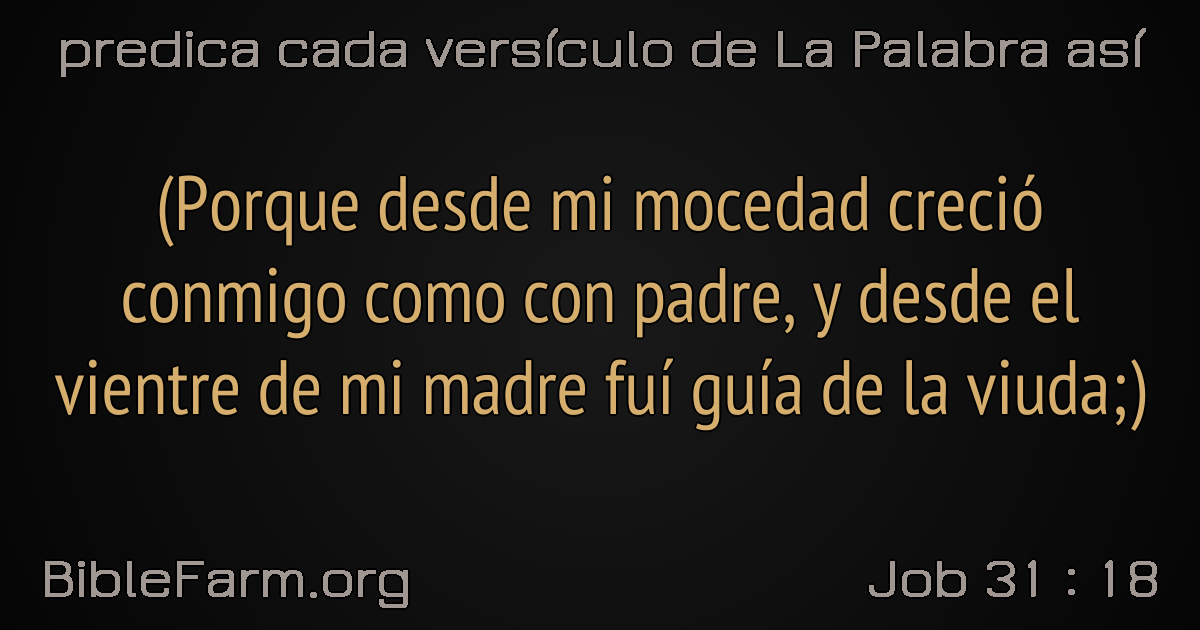 predica cada versículo de La Palabra así
(Porque desde mi mocedad creció
conmigo como con padre, y desde el
vientre de mi madre fuí guía de la viuda;)
BibleFarm.org
Job 31 : 18